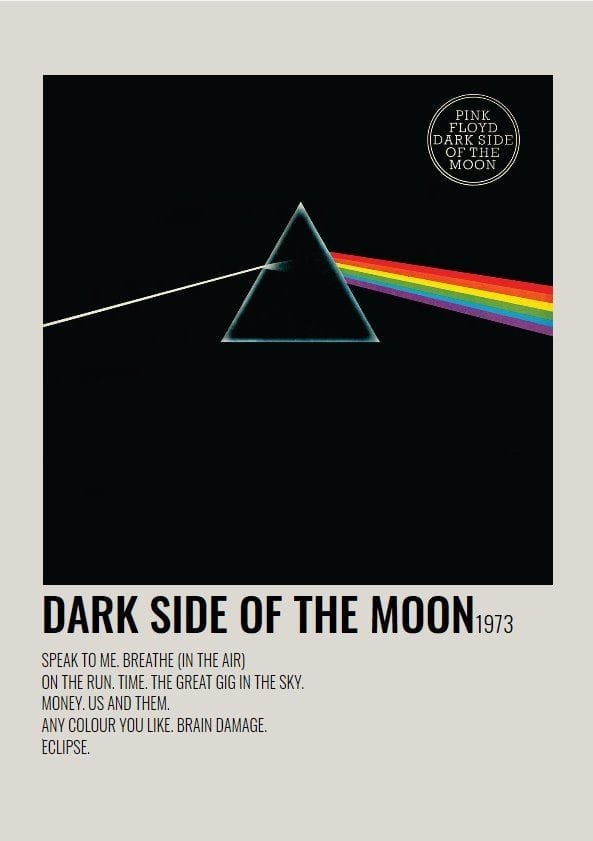 PINK
FLOYD
DARK SIDE
OF THE
MOON
DARK SIDE OF THE MOON1973
SPEAK TO ME. BREATHE (IN THE AIR)
ON THE RUN. TIME. THE GREAT GIG IN THE SKY.
MONEY. US AND THEM.
ANY COLOUR YOU LIKE. BRAIN DAMAGE.
ECLIPSE.